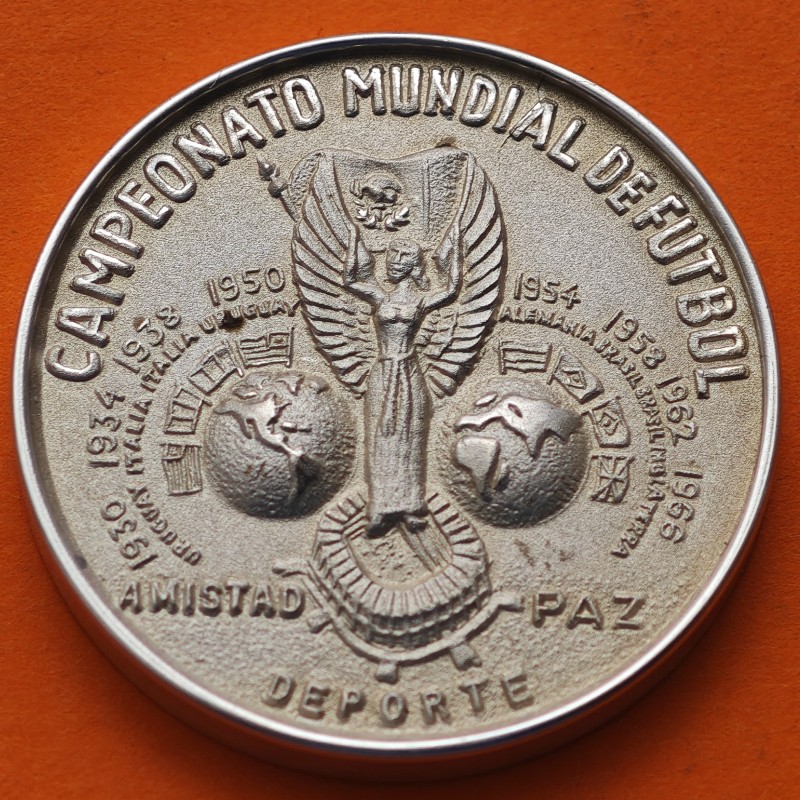 CAMPEONATO MUNDIAL DE FUTBOL
1930 1934 1938 1950
URUGUAY ITALIA ITALIA URUGUAY
1954 1958 1962 1966
ALEMANIA BRASIL BRASIL INGLATERRA
AMISTAD PAZ
DEPORTE